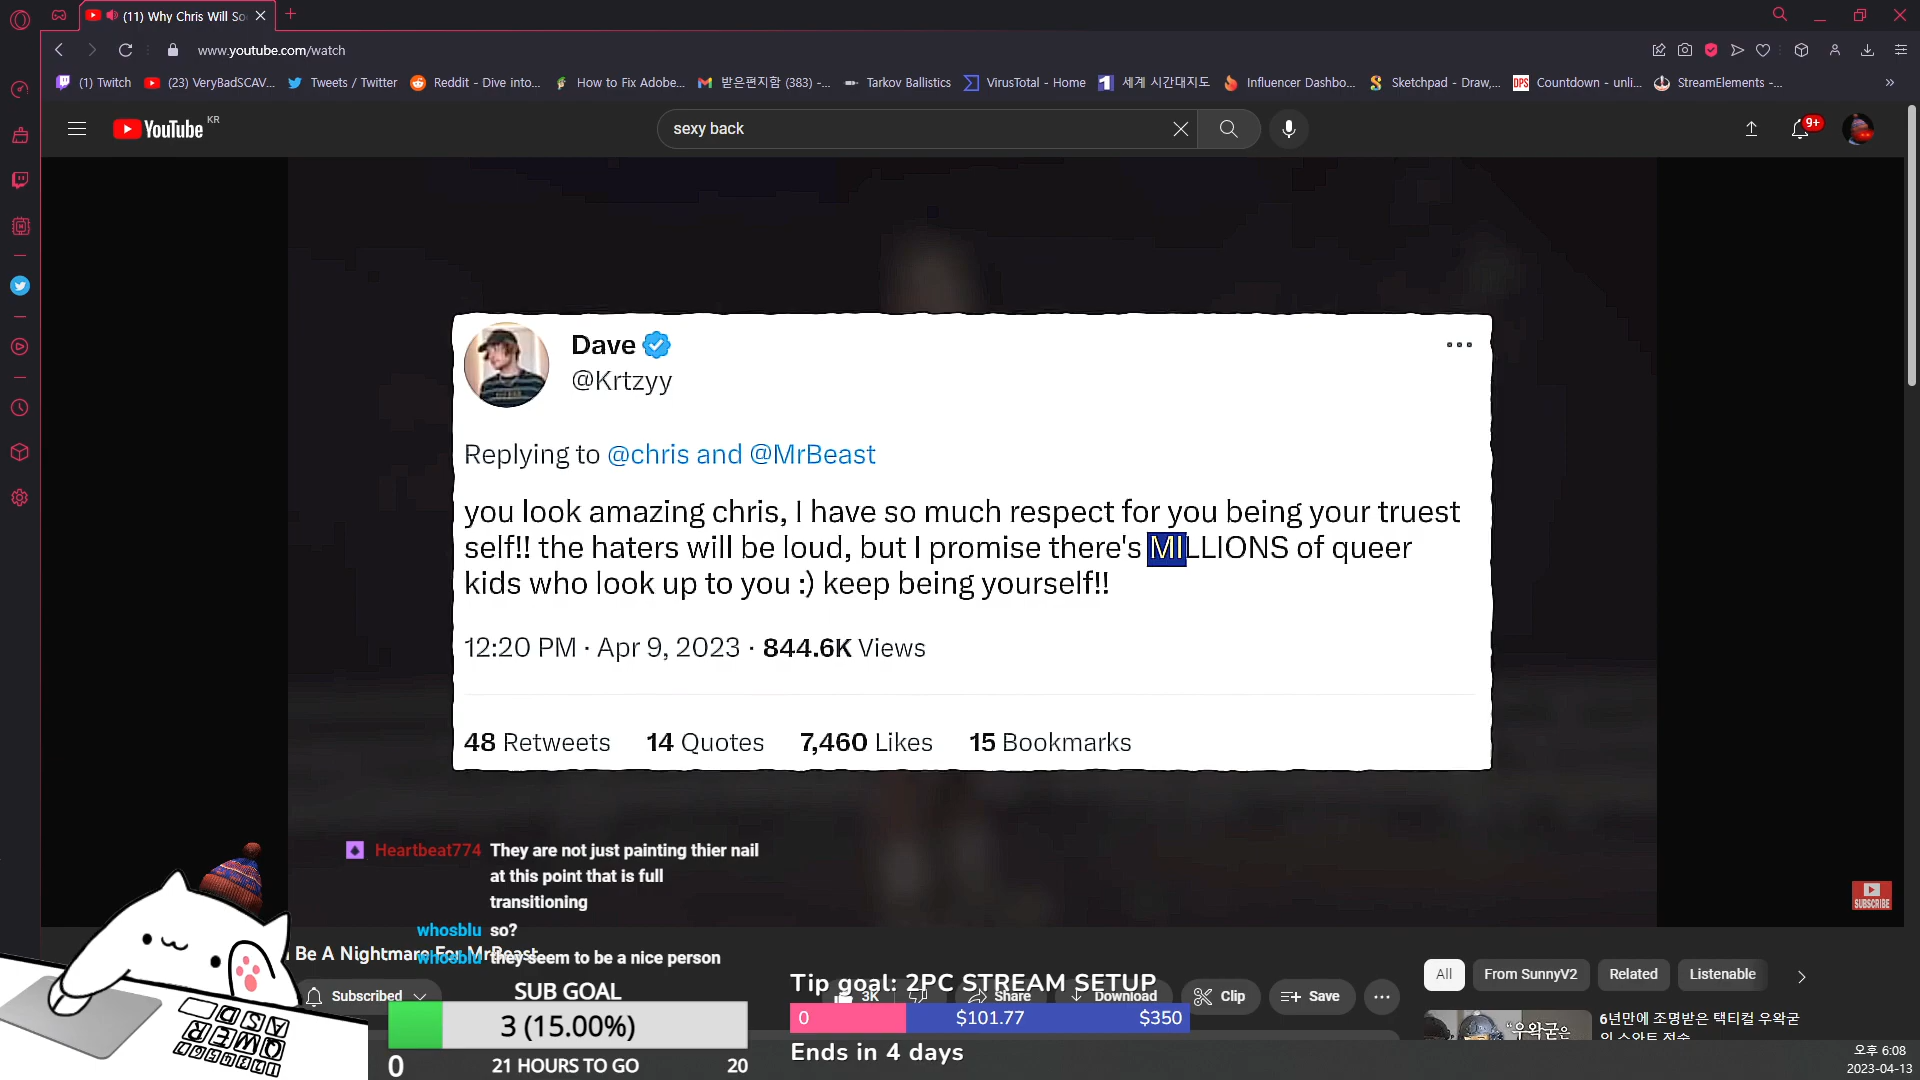 (11) Why Chris Will So
www.youtube.com/watch
(1) Twitch
(23) VeryBadSCAV...
Tweets / Twitter
Reddit - Dive into...
How to Fix Adobe...
받은편지함 (383) -...
Tarkov Ballistics
VirusTotal - Home
세계 시간대지도
Influencer Dashbo...
Sketchpad - Draw,...
DPS
Countdown - unli...
StreamElements -...
YouTube KR
sexy back
9+
Dave
@Krtzyy
Replying to @chris and @MrBeast
you look amazing chris, I have so much respect for you being your truest
self!! the haters will be loud, but I promise there's MILLIONS of queer
kids who look up to you :) keep being yourself!!
12:20 PM · Apr 9, 2023 · 844.6K Views
48 Retweets 14 Quotes 7,460 Likes 15 Bookmarks
SUBSCRIBE
Heartbeat774 They are not just painting thier nail
at this point that is full
transitioning
whosblu so?
whosblu they seem to be a nice person
Be A Nightmare For MrBeast
Subscribed
3K
Share
Download
Clip
Save
All
From SunnyV2
Related
Listenable
SUB GOAL
3 (15.00%)
0
21 HOURS TO GO
20
Tip goal: 2PC STREAM SETUP
0
$101.77
$350
Ends in 4 days
6년만에 조명받은 택티컬 우왁굳
오후 6:08
2023-04-13